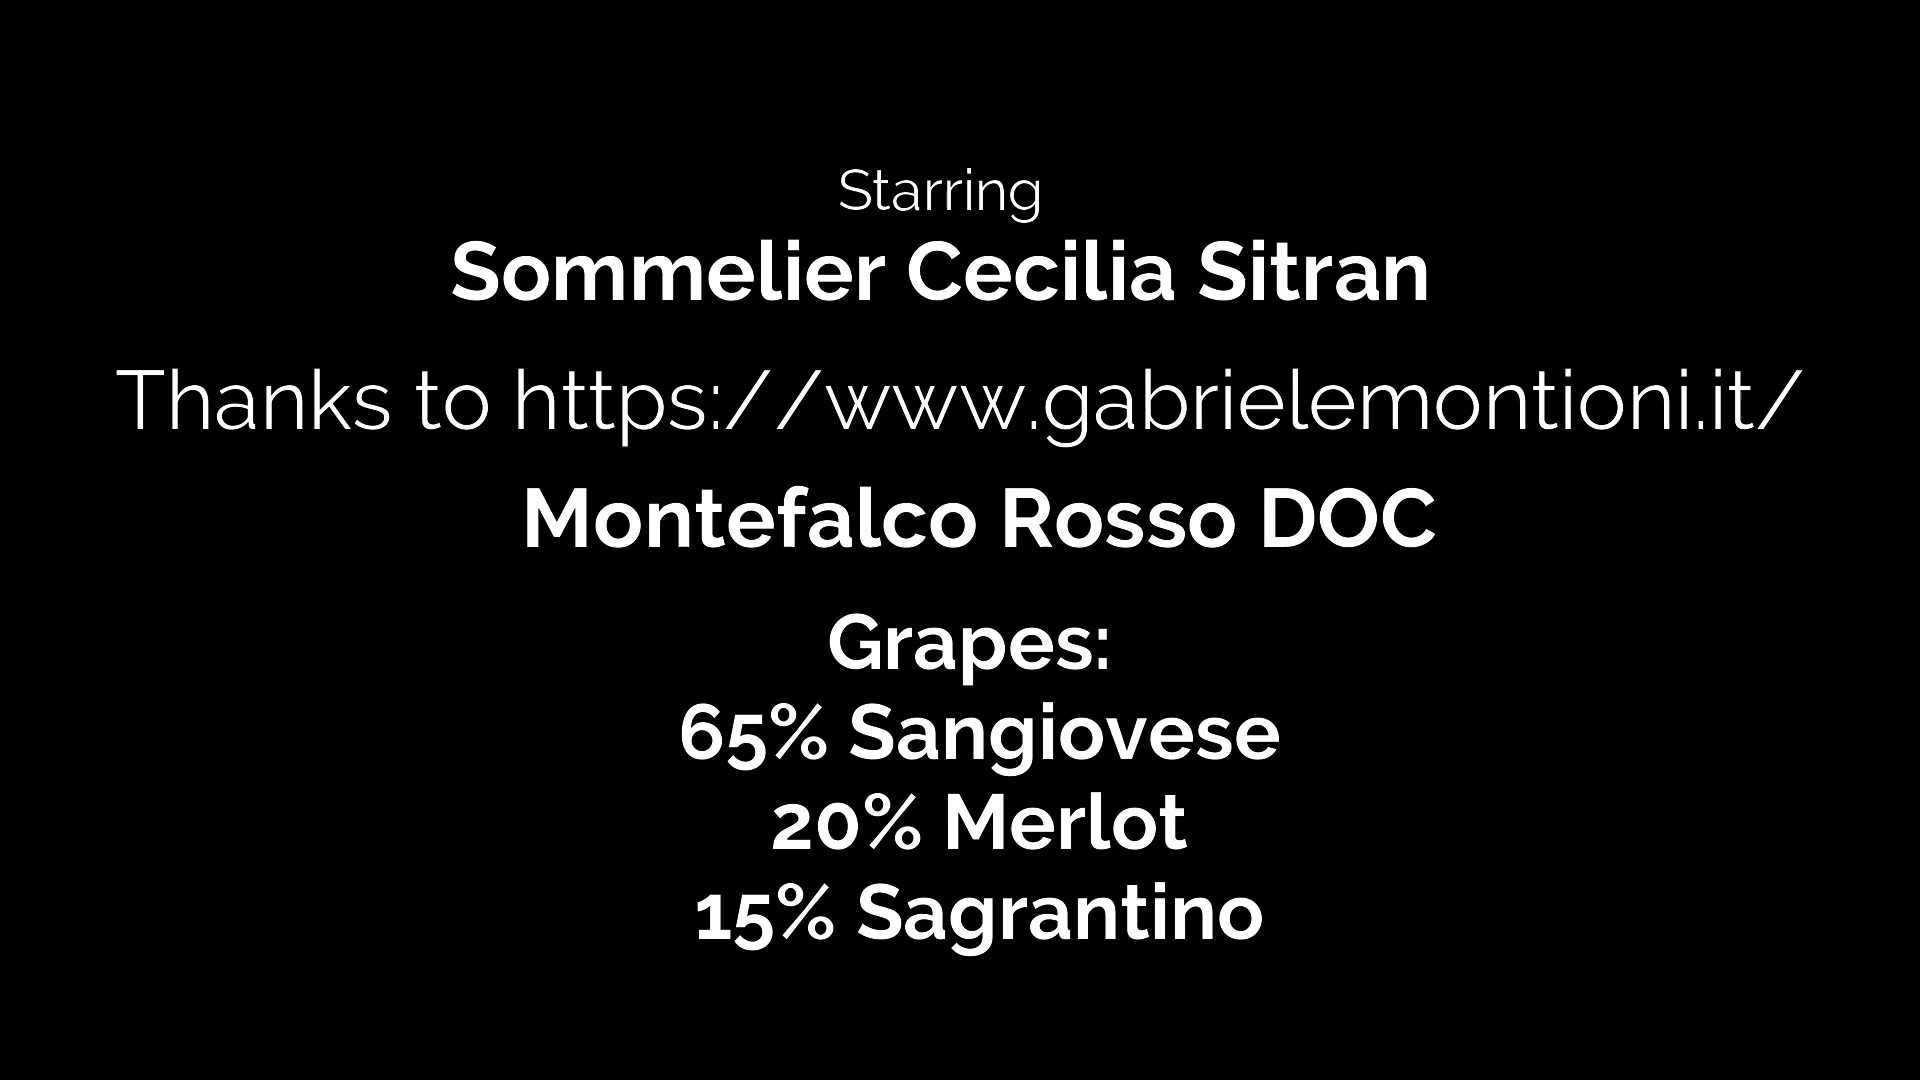 Starring
Sommelier Cecilia Sitran
Thanks to https://www.gabrielemontioni.it/
Montefalco Rosso DOC
Grapes:
65% Sangiovese
20% Merlot
15% Sagrantino